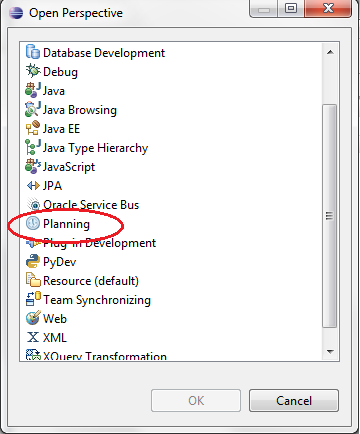 Open Perspective
Database Development
Debug
Java
Java Browsing
Java EE
Java Type Hierarchy
JavaScript
JPA
Oracle Service Bus
Planning
Plug-in Development
PyDev
Resource (default)
Team Synchronizing
Web
XML
XQuery Transformation
OK
Cancel